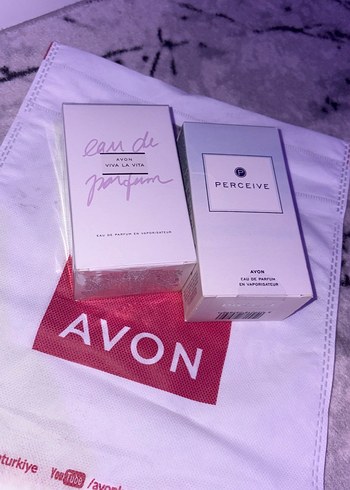 eau de
AVON
VIVA LA VITA
parfum
EAU DE PARFUM EN VAPORISATEUR
P
PERCEIVE
AVON
EAU DE PARFUM
EN VAPORISATEUR
AVON
turkiye YouTube